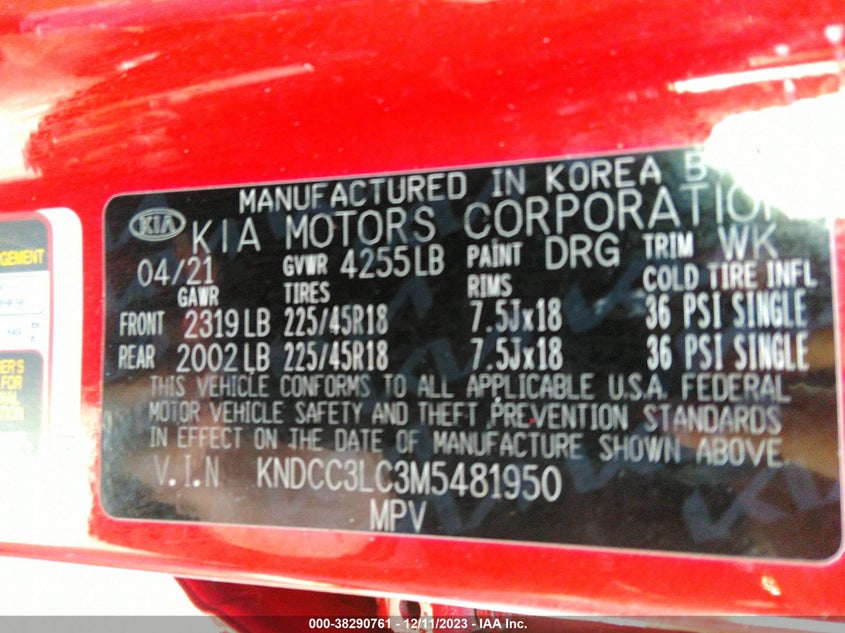 MANUFACTURED IN KOREA B
KIA KIA MOTORS CORPORATION
04/21 GVWR 4255LB PAINT DRG TRIM WK
GAWR TIRES RIMS COLD TIRE INFL
FRONT 2319LB 225/45R18 7.5Jx18 36 PSI SINGLE
REAR 2002LB 225/45R18 7.5Jx18 36 PSI SINGLE
THIS VEHICLE CONFORMS TO ALL APPLICABLE U.S.A. FEDERAL
MOTOR VEHICLE SAFETY AND THEFT PREVENTION STANDARDS
IN EFFECT ON THE DATE OF MANUFACTURE SHOWN ABOVE.
V.I.N KNDCC3LC3M5481950
MPV
000-38290761 - 12/11/2023 - IAA Inc.